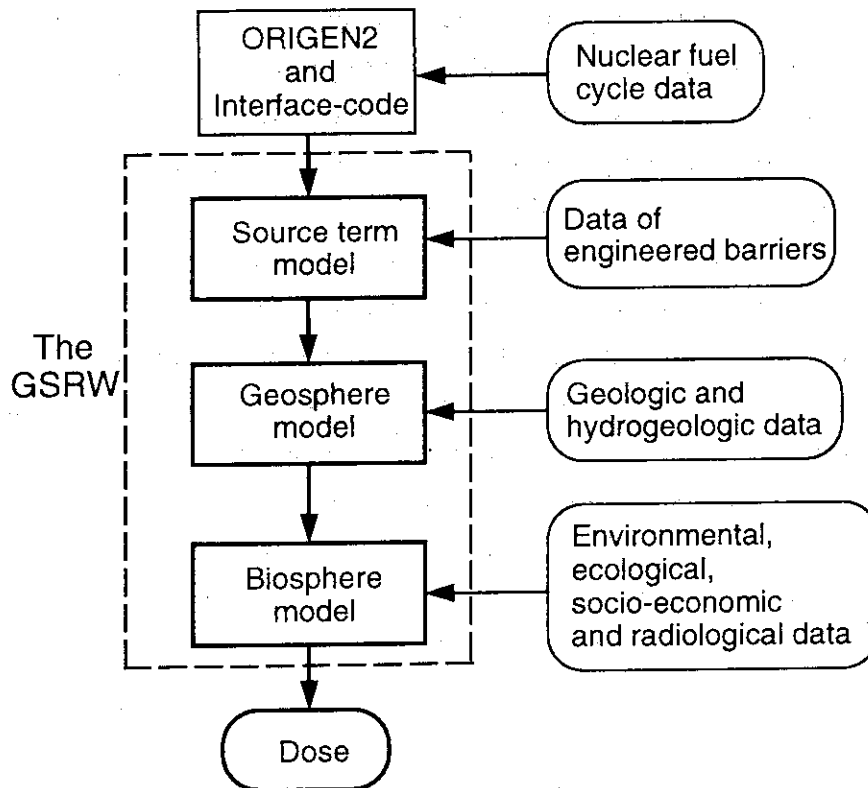 ORIGEN2
and
Interface-code
Nuclear fuel
cycle data
Source term
model
Data of
engineered barriers
The
GSRW
Geosphere
model
Geologic and
hydrogeologic data
Biosphere
model
Environmental,
ecological,
socio-economic
and radiological data
Dose